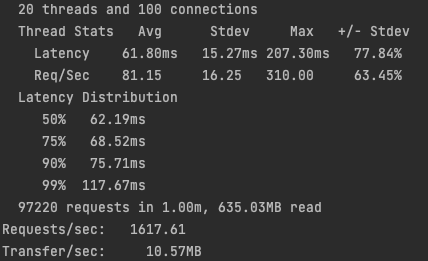 20 threads and 100 connections
Thread Stats   Avg      Stdev     Max   +/- Stdev
Latency    61.80ms   15.27ms 207.30ms   77.84%
Req/Sec    81.15     16.25   310.00     63.45%
Latency Distribution
50%   62.19ms
75%   68.52ms
90%   75.71ms
99%  117.67ms
97220 requests in 1.00m, 635.03MB read
Requests/sec:   1617.61
Transfer/sec:     10.57MB